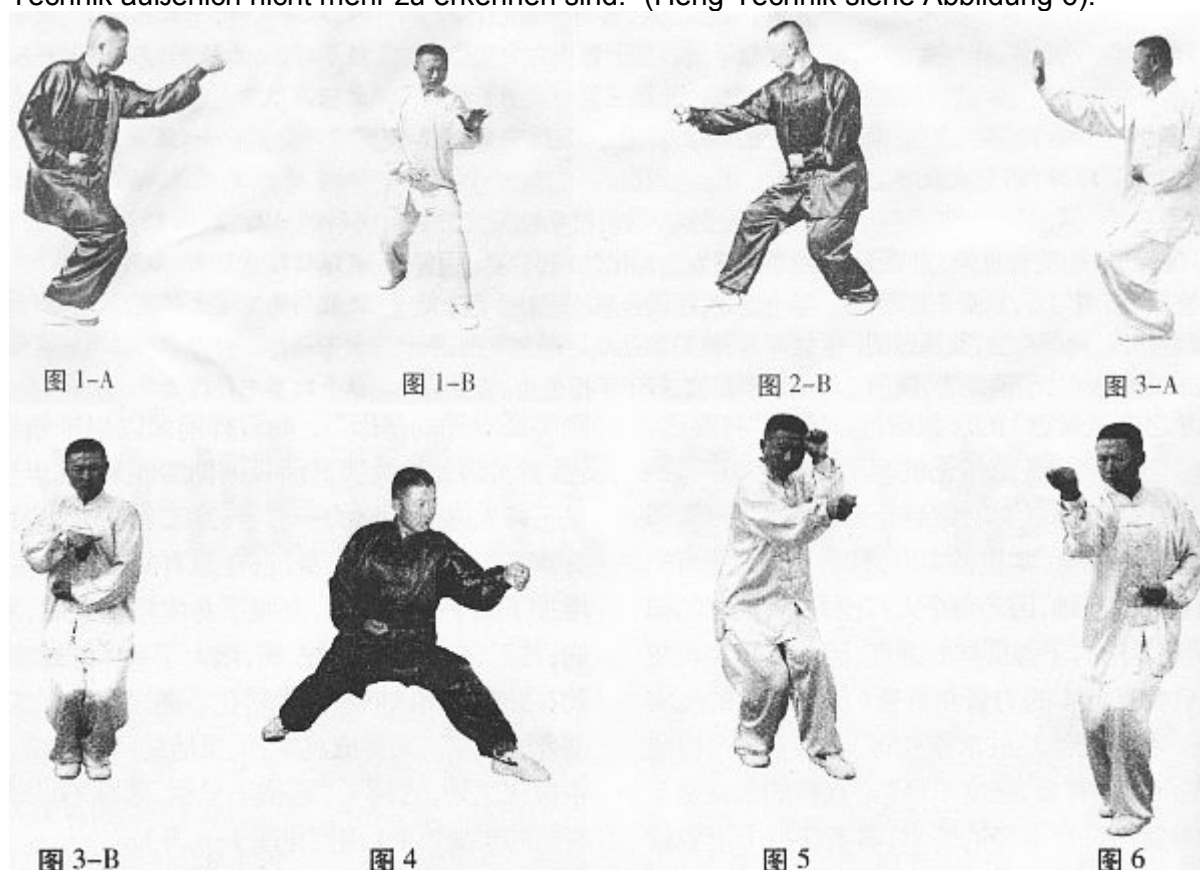 Technik äußerlich nicht mehr zu erkennen sind." (Heng-Technik siehe Abbildung 6).
图 1-A 图 1-B 图 2-B 图 3-A
图 3-B 图 4 图 5 图 6